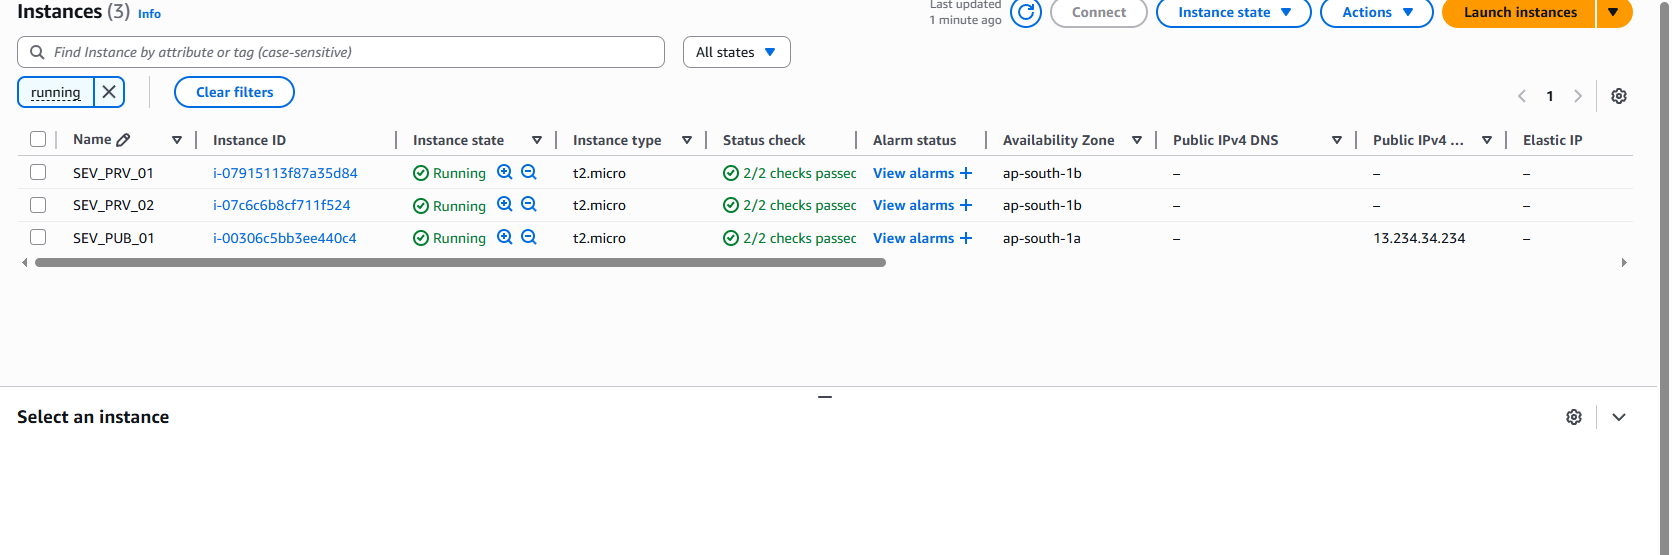 Instances (3) Info
Last updated
1 minute ago
Connect
Instance state
Actions
Launch instances
Find Instance by attribute or tag (case-sensitive)
All states
running
Clear filters
1
Name Instance ID Instance state Instance type Status check Alarm status Availability Zone Public IPv4 DNS Public IPv4 ... Elastic IP
SEV_PRV_01 i-07915113f87a35d84 Running t2.micro 2/2 checks passec View alarms + ap-south-1b – – –
SEV_PRV_02 i-07c6c6b8cf711f524 Running t2.micro 2/2 checks passec View alarms + ap-south-1b – – –
SEV_PUB_01 i-00306c5bb3ee440c4 Running t2.micro 2/2 checks passec View alarms + ap-south-1a – 13.234.34.234 –
Select an instance